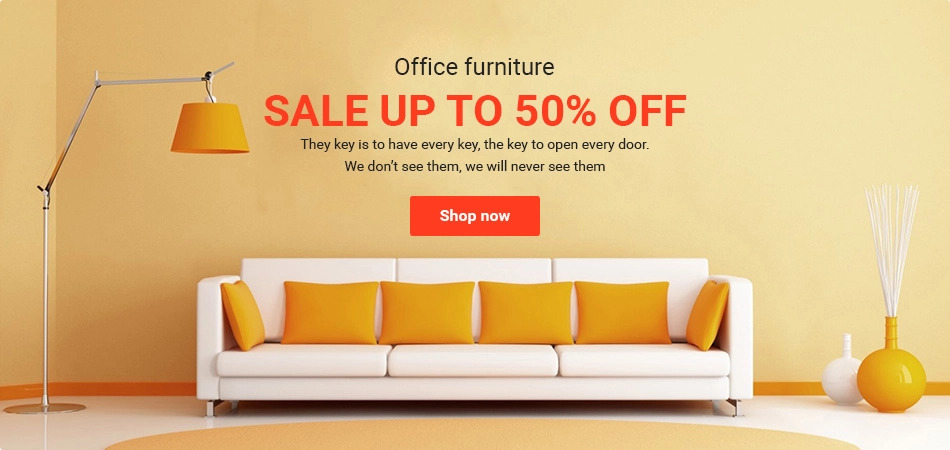 Office furniture
SALE UP TO 50% OFF
They key is to have every key, the key to open every door.
We don’t see them, we will never see them
Shop now